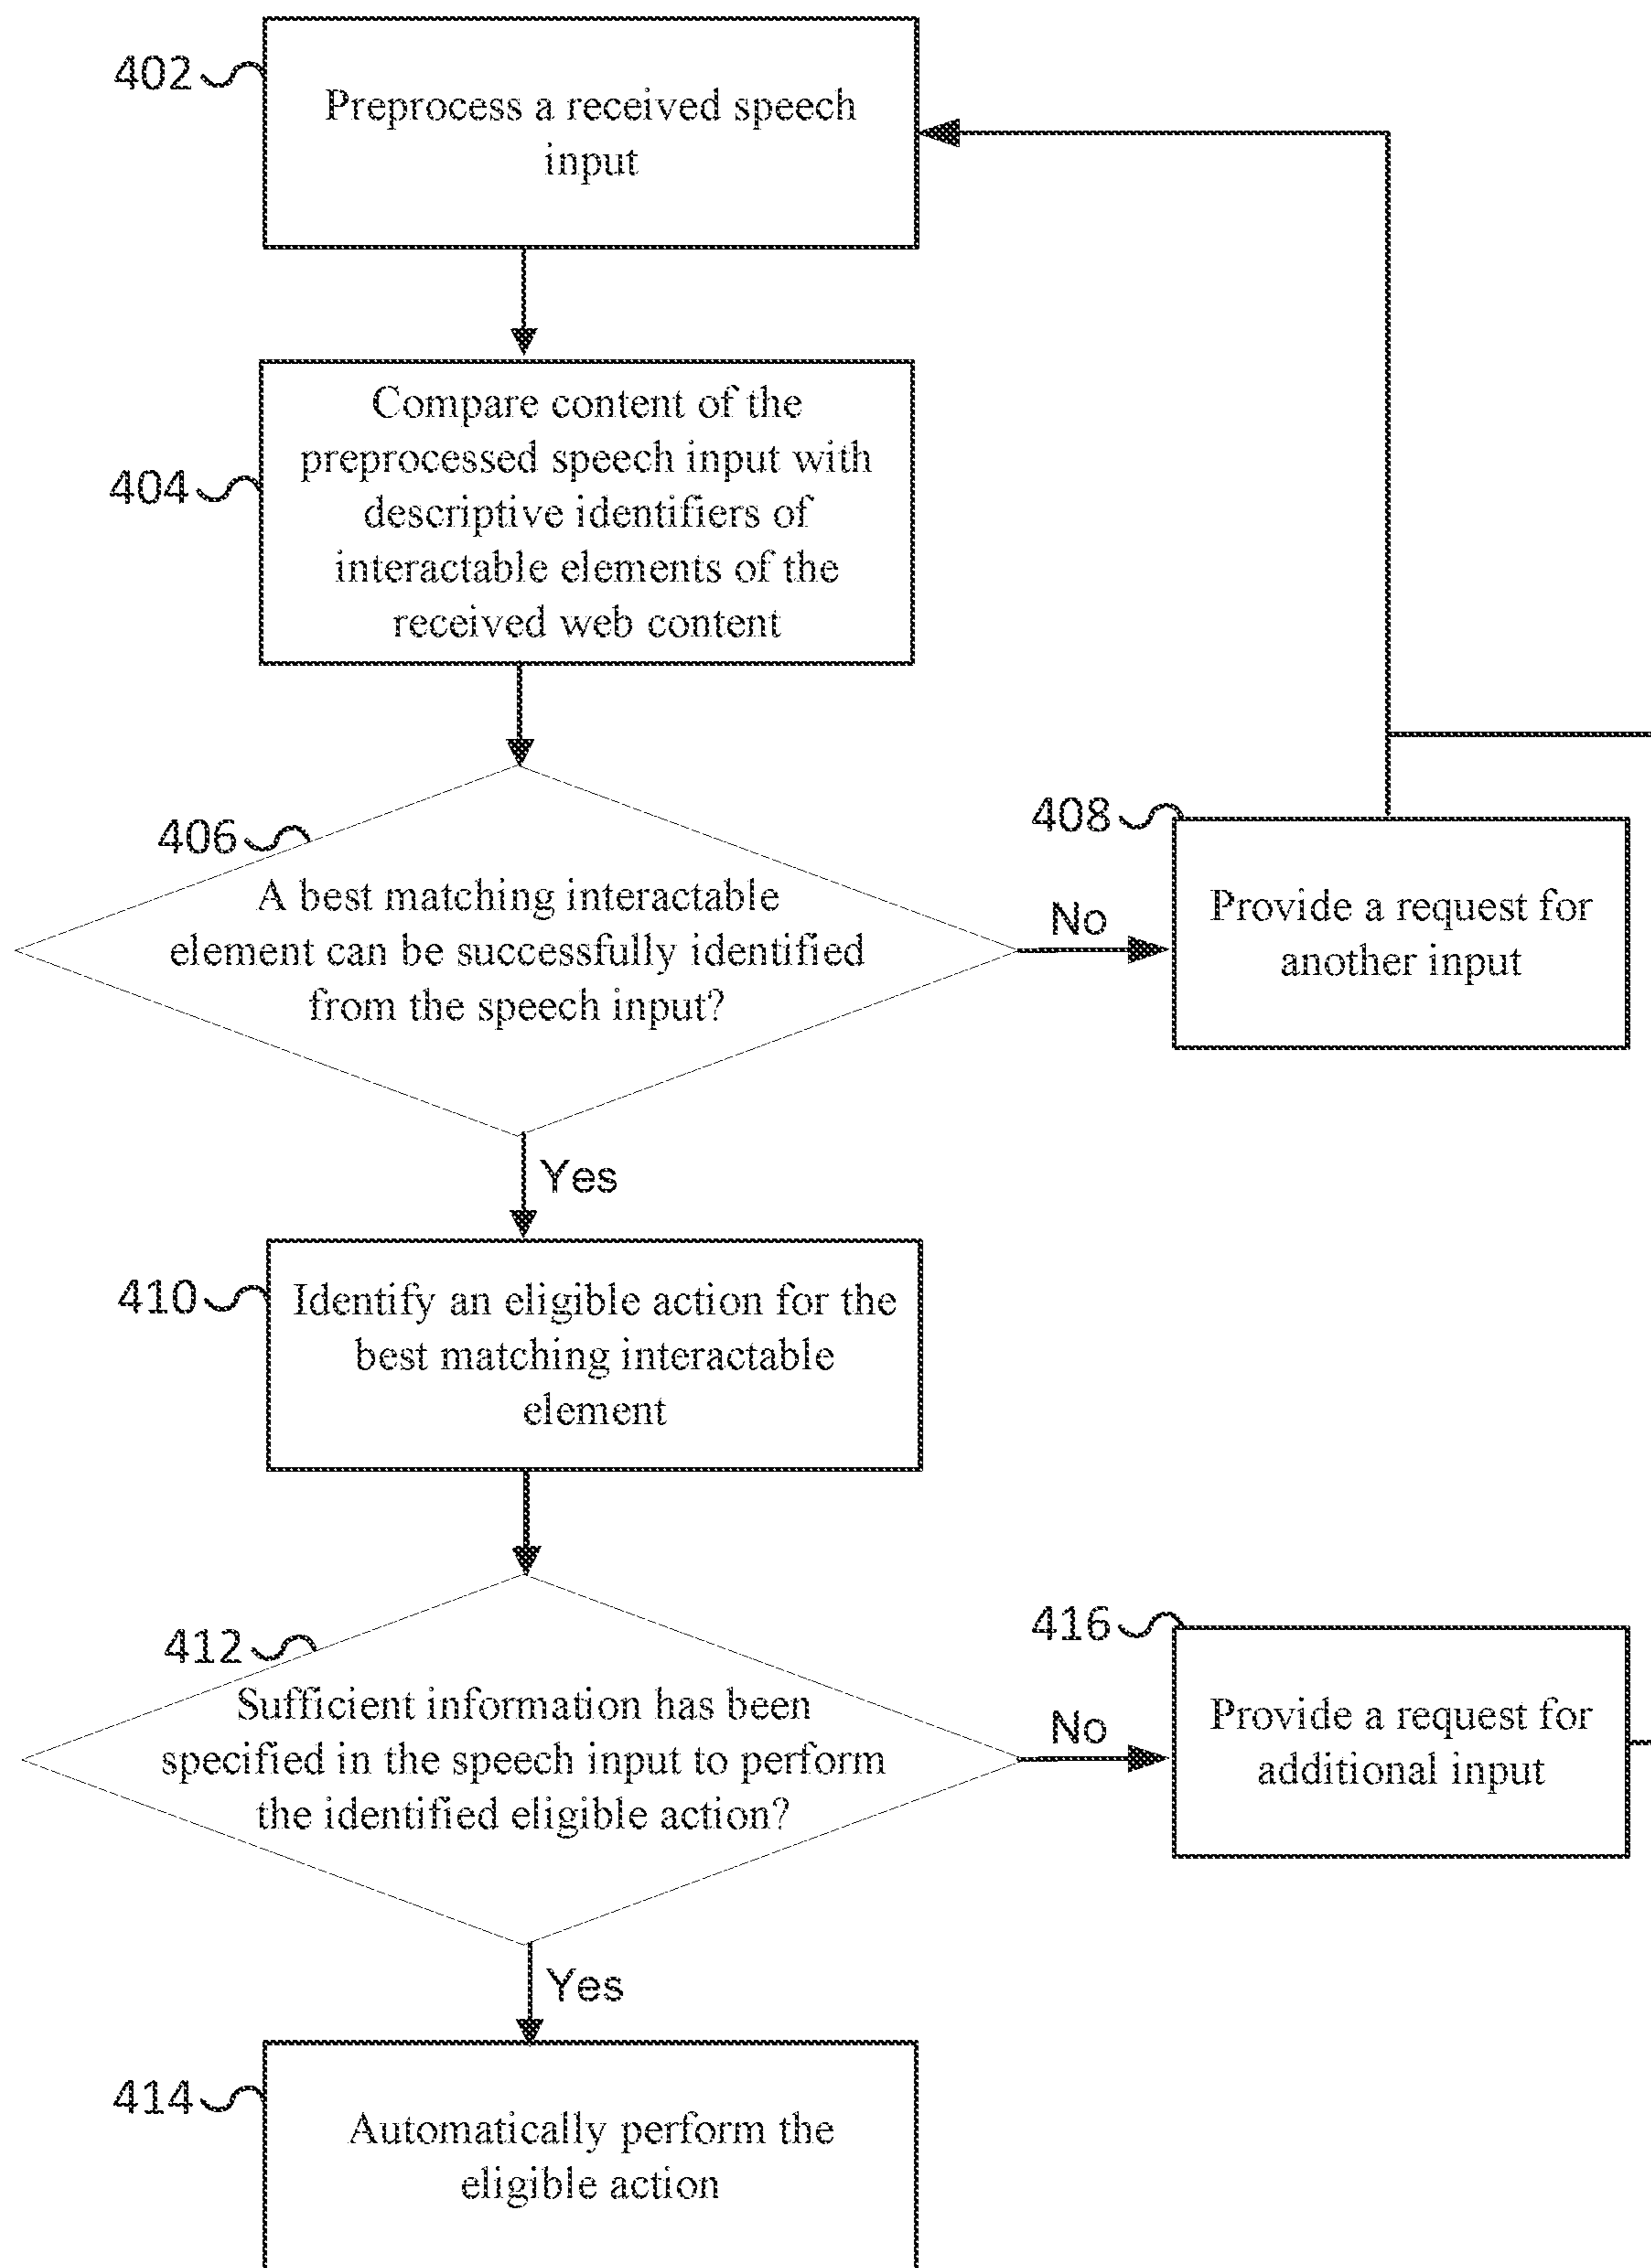 402
Preprocess a received speech
input
404
Compare content of the
preprocessed speech input with
descriptive identifiers of
interactable elements of the
received web content
406
A best matching interactable
element can be successfully identified
from the speech input?
No
408
Provide a request for
another input
Yes
410
Identify an eligible action for the
best matching interactable
element
412
Sufficient information has been
specified in the speech input to perform
the identified eligible action?
No
416
Provide a request for
additional input
Yes
414
Automatically perform the
eligible action